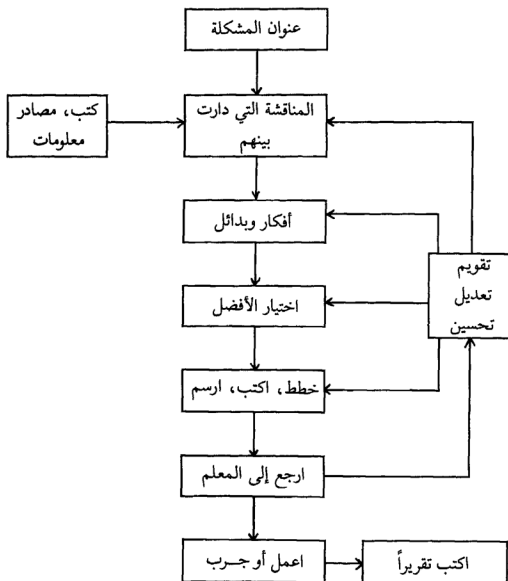 عنوان المشكلة
كتب، مصادر
معلومات
المناقشة التي دارت
بينهم
أفكار وبدائل
تقويم
تعديل
تحسين
اختيار الأفضل
خطط، اكتب، ارسم
ارجع إلى المعلم
اعمل أو جــرب
اكتب تقريراً